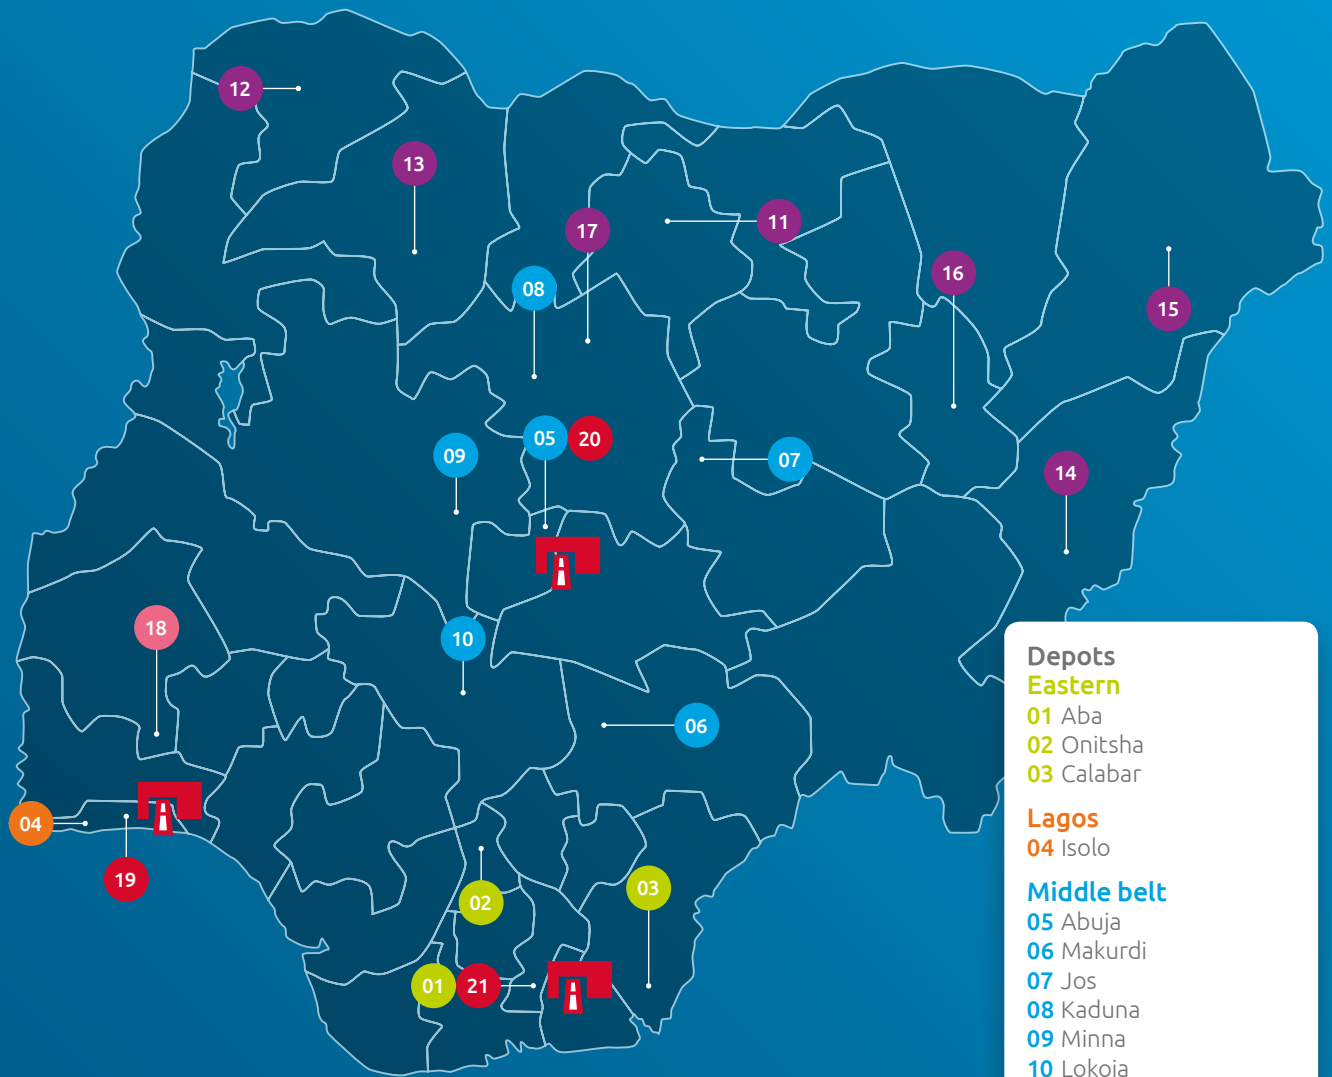 12
13
17
11
16
08
15
05 20
09
07
14
18
10
06
04
19
03
02
01 21
Depots
Eastern
01 Aba
02 Onitsha
03 Calabar
Lagos
04 Isolo
Middle belt
05 Abuja
06 Makurdi
07 Jos
08 Kaduna
09 Minna
10 Lokoja